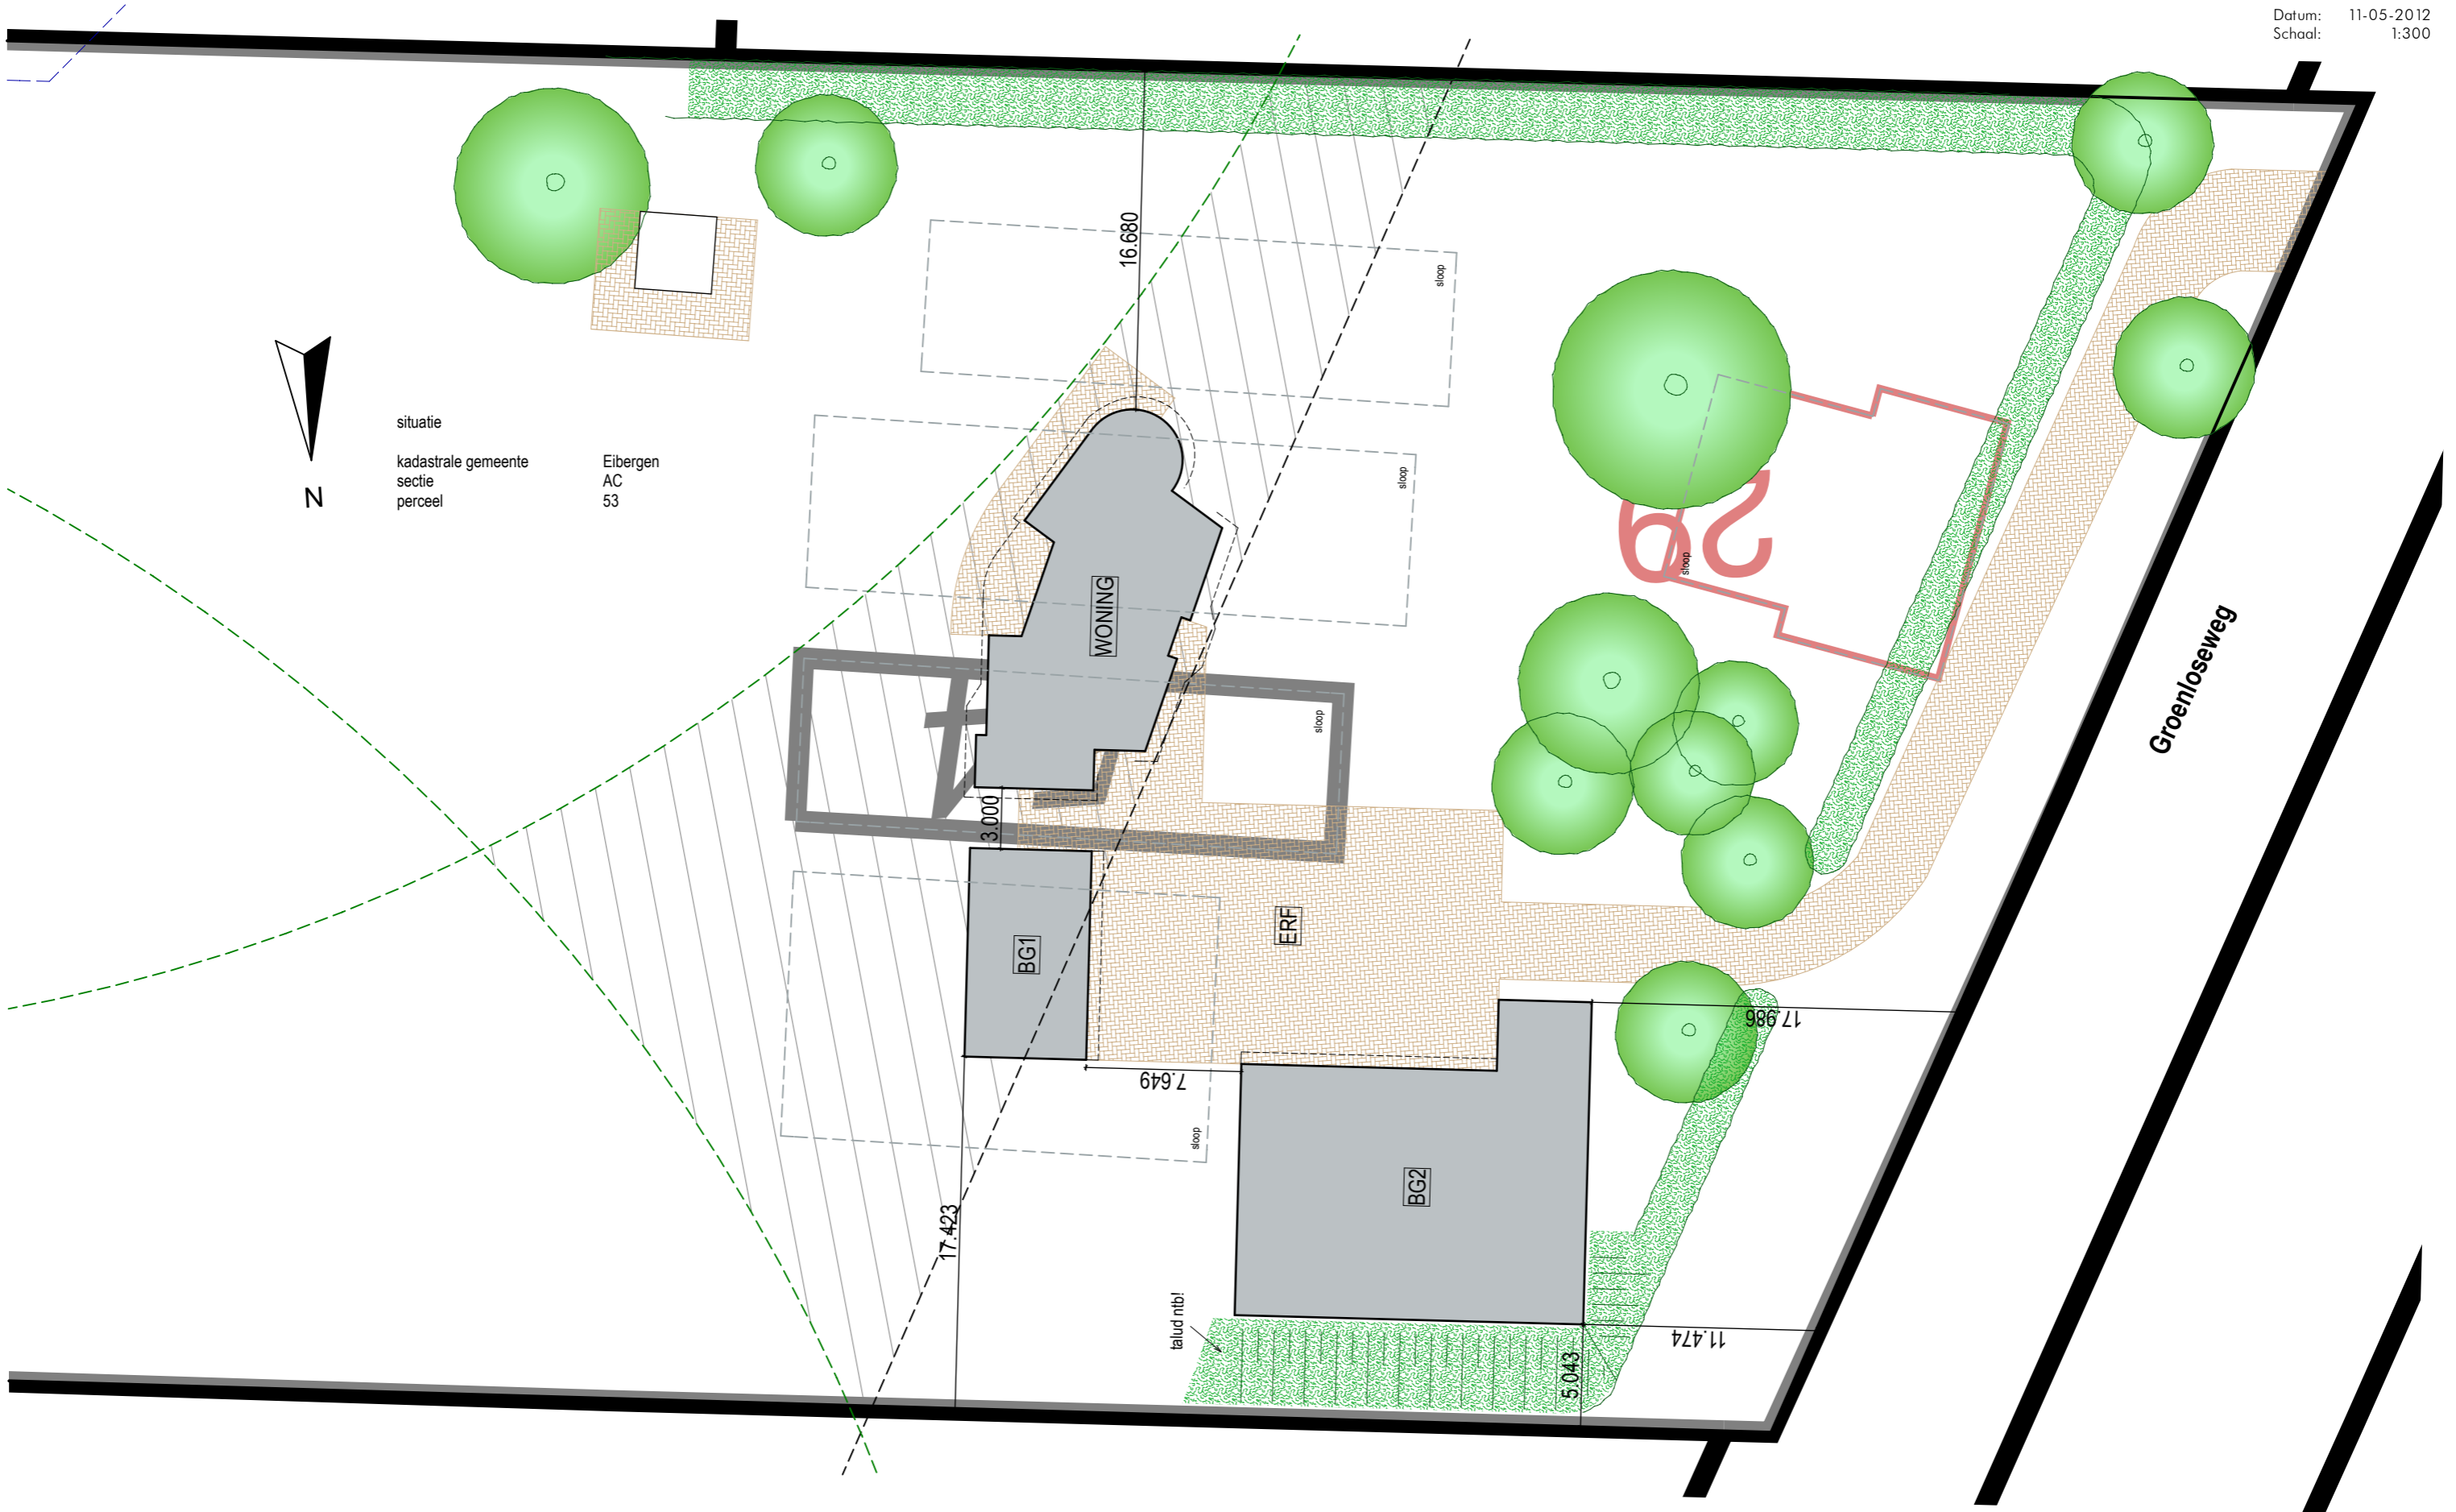 Datum: 11-05-2012
Schaal: 1:300
16.680
sloop
situatie
kadastrale gemeente Eibergen
sectie AC
perceel 53
N
sloop
59
sloop
WONING
Groenloseweg
sloop
3.000
BG1
ERF
17.986
7.649
sloop
BG2
17.423
talud ntb!
11.474
5.043